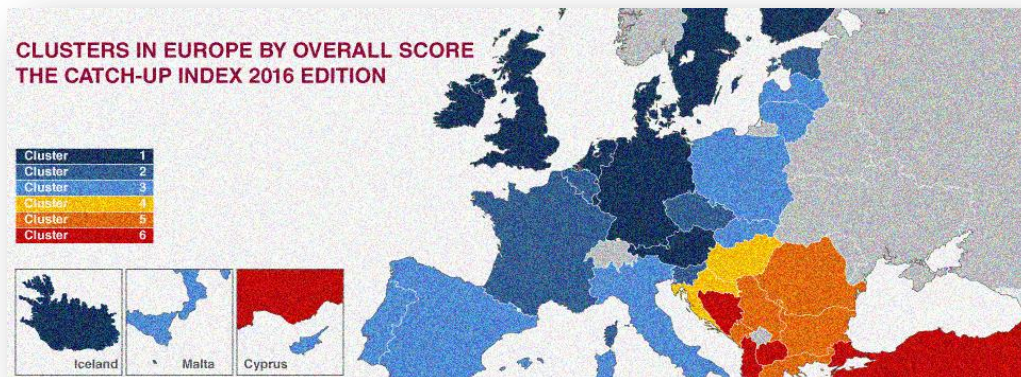 CLUSTERS IN EUROPE BY OVERALL SCORE
THE CATCH-UP INDEX 2016 EDITION
Cluster 1
Cluster 2
Cluster 3
Cluster 4
Cluster 5
Cluster 6
Iceland
Malta
Cyprus